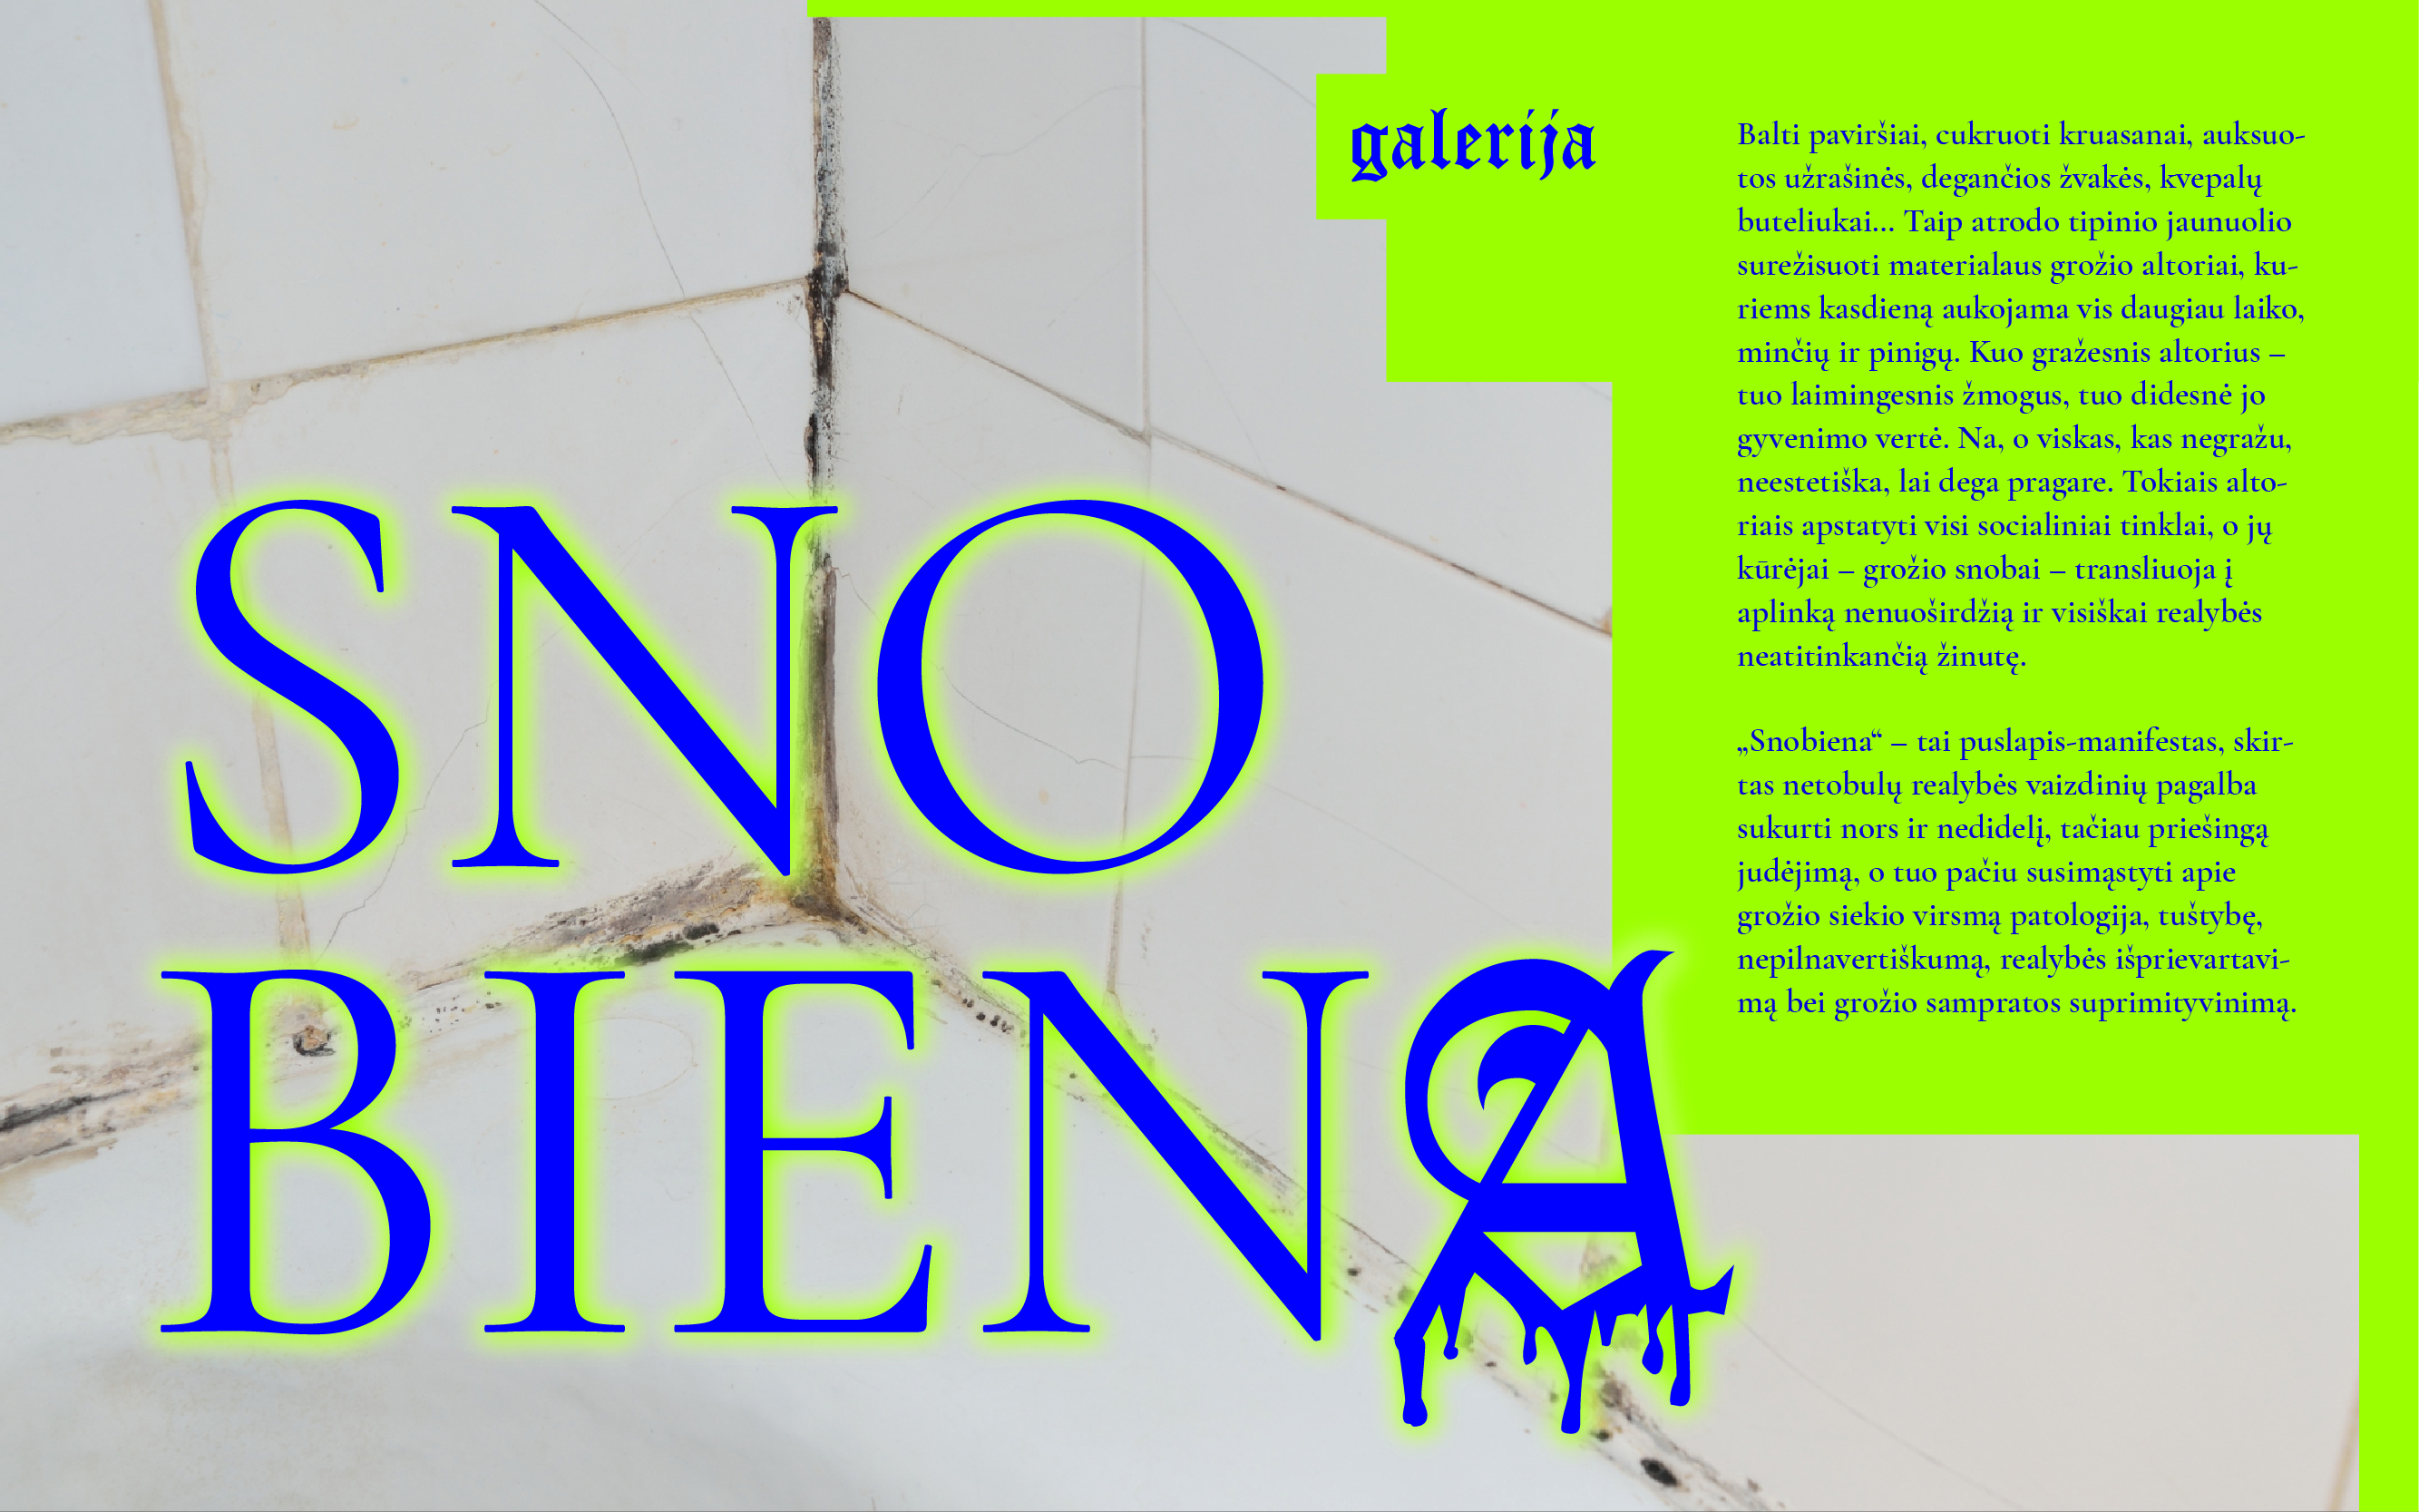 galerija
SNO
BIENA
Balti paviršiai, cukruoti kruasanai, auksuo-
tos užrašinės, degančios žvakės, kvepalų
buteliukai... Taip atrodo tipinio jaunuolio
surežisuoti materialaus grožio altoriai, ku-
riems kasdieną aukojama vis daugiau laiko,
minčių ir pinigų. Kuo gražesnis altorius –
tuo laimingesnis žmogus, tuo didesnė jo
gyvenimo vertė. Na, o viskas, kas negražu,
neestetiška, lai dega pragare. Tokiais alto-
riais apstatyti visi socialiniai tinklai, o jų
kūrėjai – grožio snobai – transliuoja į
aplinką nenuoširdžią ir visiškai realybės
neatitinkančią žinutę.
„Snobiena“ – tai puslapis-manifestas, skir-
tas netobulų realybės vaizdinių pagalba
sukurti nors ir nedidelį, tačiau priešingą
judėjimą, o tuo pačiu susimąstyti apie
grožio siekio virsmą patologija, tuštybę,
nepilnavertiškumą, realybės išprievartavi-
mą bei grožio sampratos suprimityvinimą.